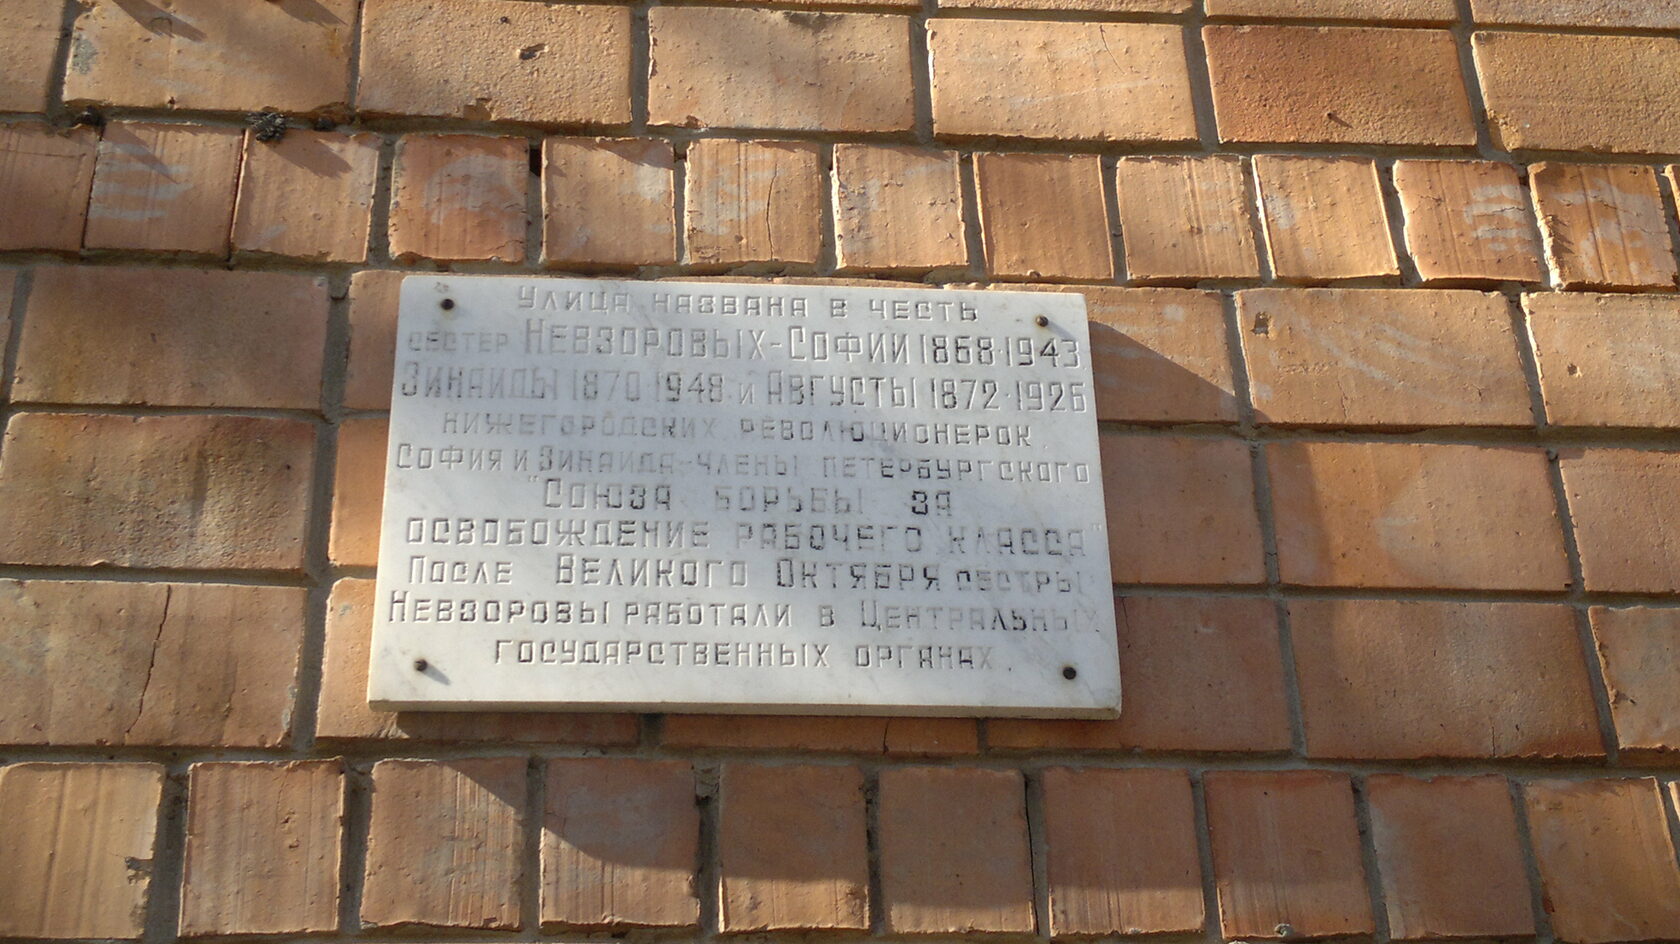 Улица названа в честь
сестер Невзоровых-Софии 1868-1943
Зинаиды 1870-1948 и Августы 1872-1926
нижегородских революционерок.
София и Зинаида-члены петербургского
"Союза борьбы за
освобождение рабочего класса"
После Великого Октября сестры
Невзоровы работали в Центральных
государственных органах.